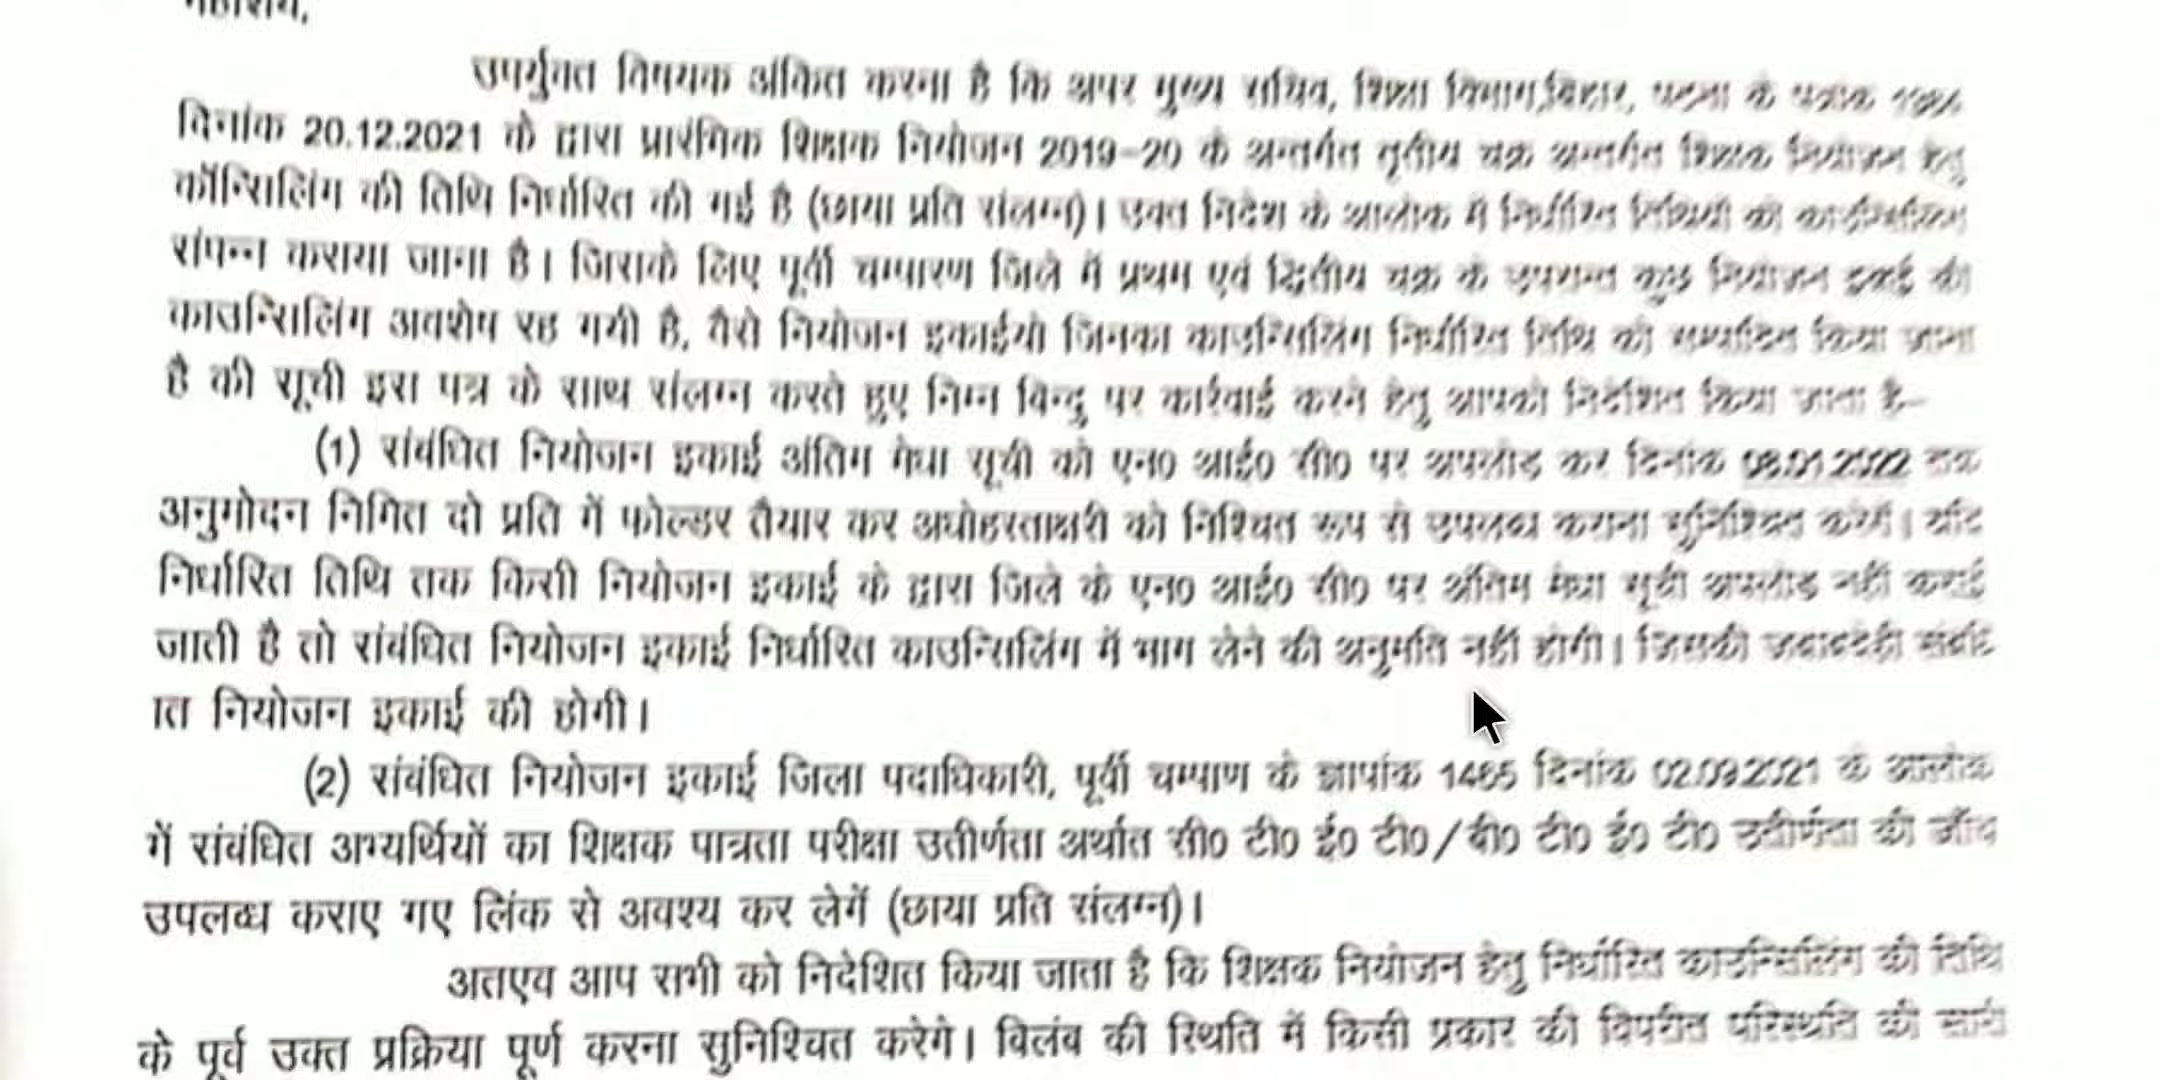 महाशय,
उपर्युक्त विषयक अंकित करना है कि अपर मुख्य सचिव, शिक्षा विभाग,बिहार, पटना के पत्रांक
दिनांक 20.12.2021 के द्वारा प्रारंभिक शिक्षक नियोजन 2019-20 के अन्तर्गत तृतीय चक्र अन्तर्गत शिक्षक नियोजन हेतु
कॉन्सिलिंग की तिथि निर्धारित की गई है (छाया प्रति संलग्न)। उक्त निदेश के आलोक में निर्धारित तिथियों को काउन्सिलिंग
संपन्न कराया जाना है। जिसके लिए पूर्वी चम्पारण जिले में प्रथम एवं द्वितीय चक्र के उपरान्त कुछ नियोजन इकाई की
काउन्सिलिंग अवशेष रह गयी है, वैसे नियोजन इकाईयो जिनका काउन्सिलिंग निर्धारित तिथि को सम्पादित किया जाना
है की सूची इस पत्र के साथ संलग्न करते हुए निम्न बिन्दु पर कार्रवाई करने हेतु आपको निदेशित किया जाता है-
(1) संबंधित नियोजन इकाई अंतिम मेधा सूची को एन0 आई0 सी0 पर अपलोड कर दिनांक तक
अनुमोदन निमित दो प्रति में फोल्डर तैयार कर अधोहस्ताक्षरी को निश्चित रूप से उपलब्ध कराना सुनिश्चित करेगें। यदि
निर्धारित तिथि तक किसी नियोजन इकाई के द्वारा जिले के एन0 आई0 सी0 पर अंतिम मेधा सूची अपलोड नहीं कराई
जाती है तो संबंधित नियोजन इकाई निर्धारित काउन्सिलिंग में भाग लेने की अनुमति नहीं होगी। जिसकी जवाबदेही संबंधि
ात नियोजन इकाई की होगी।
(2) संबंधित नियोजन इकाई जिला पदाधिकारी, पूर्वी चम्पाण के ज्ञापांक 1465 दिनांक 02.09.2021 के आलोक
में संबंधित अभ्यर्थियों का शिक्षक पात्रता परीक्षा उतीर्णता अर्थात सी0 टी0 ई0 टी0/बी0 टी0 ई0 टी0 उतीर्णता की जाँच
उपलब्ध कराए गए लिंक से अवश्य कर लेगें (छाया प्रति संलग्न)।
अतएव आप सभी को निदेशित किया जाता है कि शिक्षक नियोजन हेतु निर्धारित काउन्सिलिंग की तिथि
के पूर्व उक्त प्रक्रिया पूर्ण करना सुनिश्चित करेगे। विलंब की स्थिति में किसी प्रकार की विपरीत परिस्थति की सारी